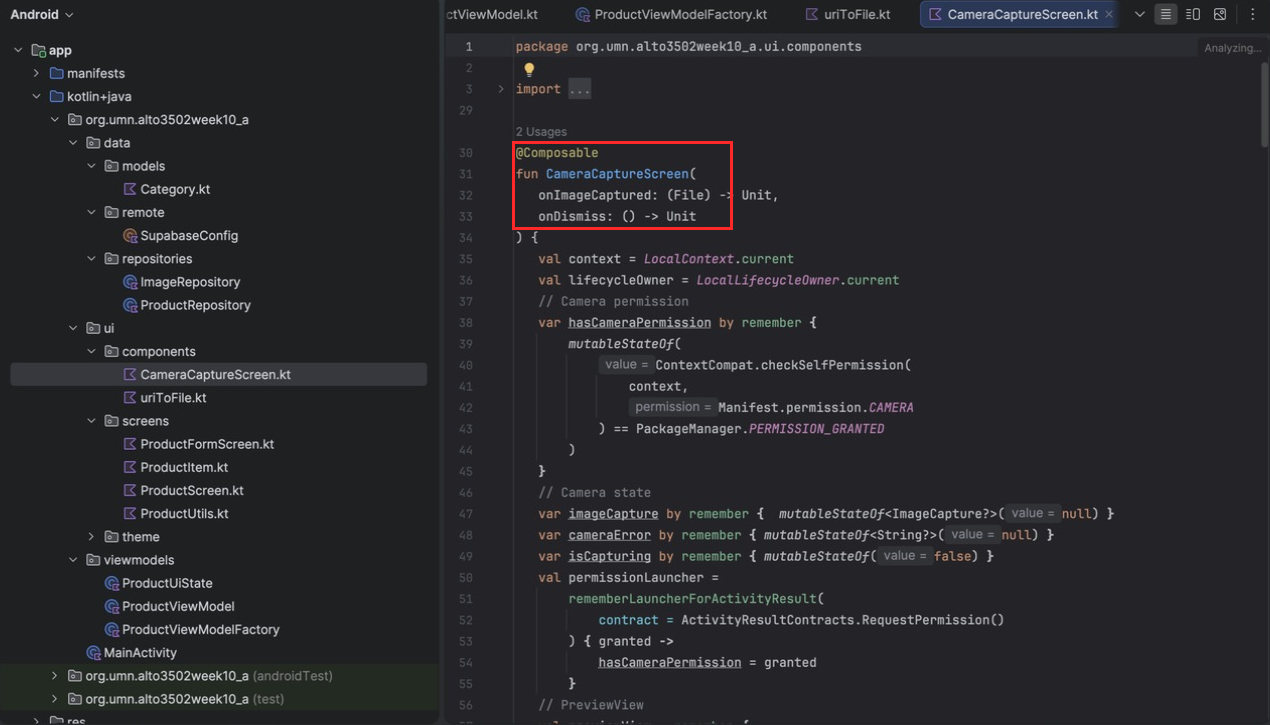 Android
app
manifests
kotlin+java
org.umn.alto3502week10_a
data
models
Category.kt
remote
SupabaseConfig
repositories
ImageRepository
ProductRepository
ui
components
CameraCaptureScreen.kt
uriToFile.kt
screens
ProductFormScreen.kt
ProductItem.kt
ProductScreen.kt
ProductUtils.kt
theme
viewmodels
ProductUiState
ProductViewModel
ProductViewModelFactory
MainActivity
org.umn.alto3502week10_a (androidTest)
org.umn.alto3502week10_a (test)
res
ctViewModel.kt ProductViewModelFactory.kt uriToFile.kt CameraCaptureScreen.kt
Analyzing...
1 package org.umn.alto3502week10_a.ui.components
2
3 import ...
29
2 Usages
30 @Composable
31 fun CameraCaptureScreen(
32 onImageCaptured: (File) -> Unit,
33 onDismiss: () -> Unit
34 ) {
35 val context = LocalContext.current
36 val lifecycleOwner = LocalLifecycleOwner.current
37 // Camera permission
38 var hasCameraPermission by remember {
39 mutableStateOf(
40 value = ContextCompat.checkSelfPermission(
41 context,
42 permission = Manifest.permission.CAMERA
43 ) == PackageManager.PERMISSION_GRANTED
44 )
45 }
46 // Camera state
47 var imageCapture by remember { mutableStateOf<ImageCapture?>( value = null) }
48 var cameraError by remember { mutableStateOf<String?>( value = null) }
49 var isCapturing by remember { mutableStateOf( value = false) }
50 val permissionLauncher =
51 rememberLauncherForActivityResult(
52 contract = ActivityResultContracts.RequestPermission()
53 ) { granted ->
54 hasCameraPermission = granted
55 }
56 // PreviewView